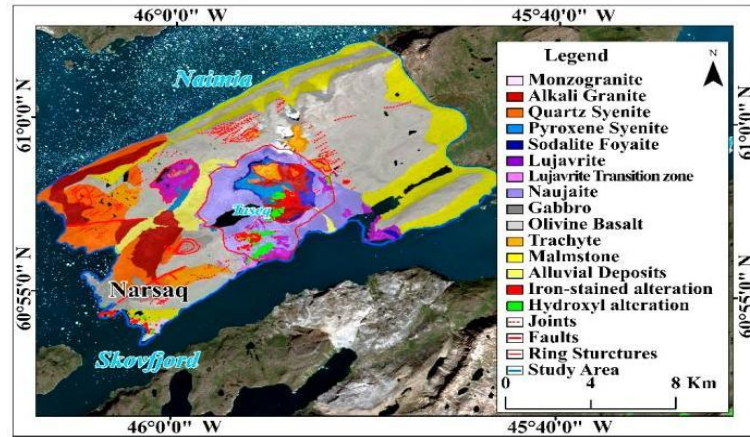 46°0'0" N
45°40'0" N
Legend
N
Monzogranite
Alkali Granite
Quartz Syenite
Pyroxene Syenite
Sodalite Foyaite
Lujavrite
Lujavrite Transition zone
Naujaite
Gabbro
Olivine Basalt
Trachyte
Malmstone
Alluvial Deposits
Iron-stained alteration
Hydroxyl alteration
Joints
Faults
Ring Sturctures
Study Area
0 4 8 Km
Naimia
61°0'0" N
61°0'0" N
Taseq
60°55'0" N
60°55'0" N
Narsaq
Skovfjord
46°0'0" N
45°40'0" N